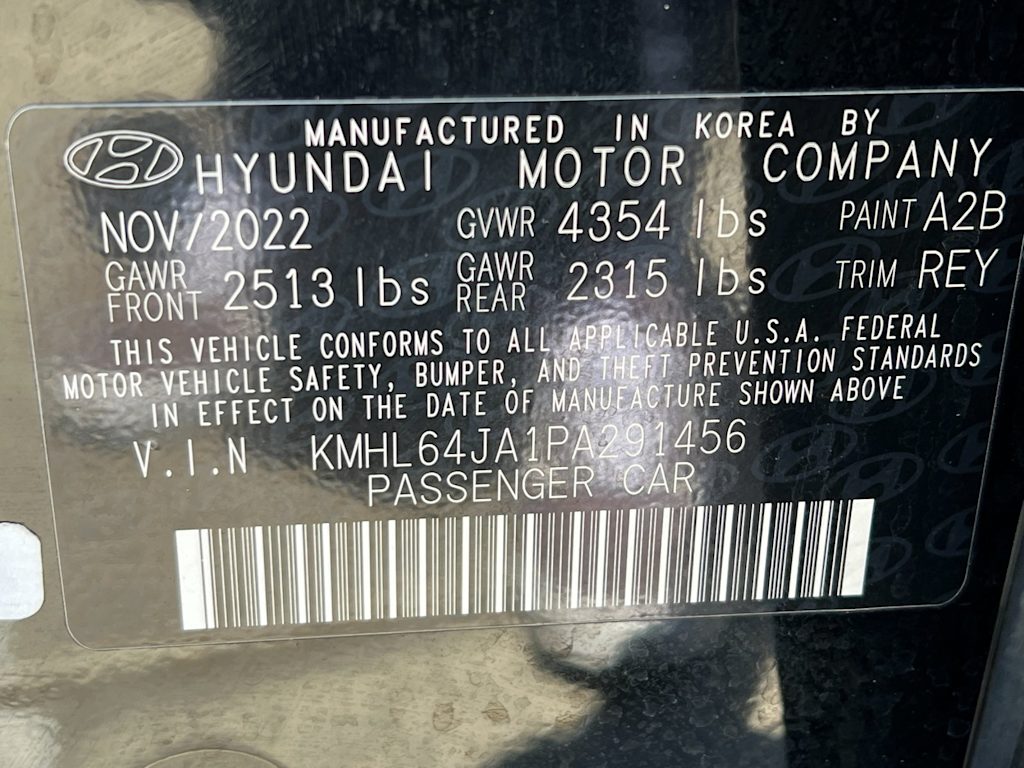 MANUFACTURED IN KOREA BY
HYUNDAI MOTOR COMPANY
NOV/2022 GVWR 4354 lbs PAINT A2B
GAWR FRONT 2513 lbs GAWR REAR 2315 lbs TRIM REY
THIS VEHICLE CONFORMS TO ALL APPLICABLE U.S.A. FEDERAL
MOTOR VEHICLE SAFETY, BUMPER, AND THEFT PREVENTION STANDARDS
IN EFFECT ON THE DATE OF MANUFACTURE SHOWN ABOVE
V.I.N KMHL64JA1PA291456
PASSENGER CAR